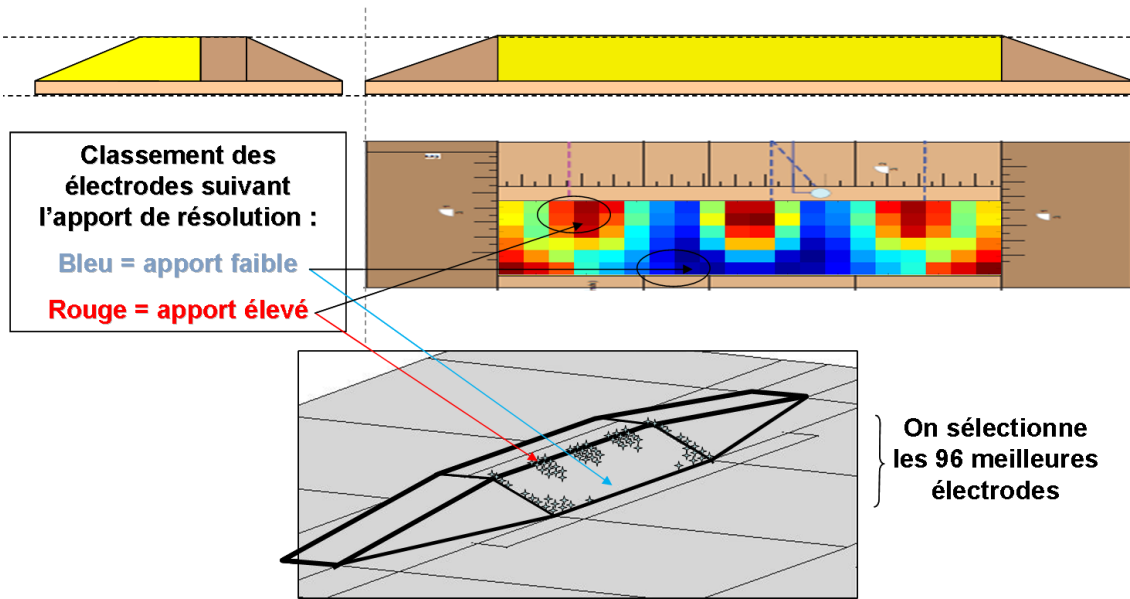 Classement des
électrodes suivant
l'apport de résolution :
Bleu = apport faible
Rouge = apport élevé
On sélectionne
les 96 meilleures
électrodes